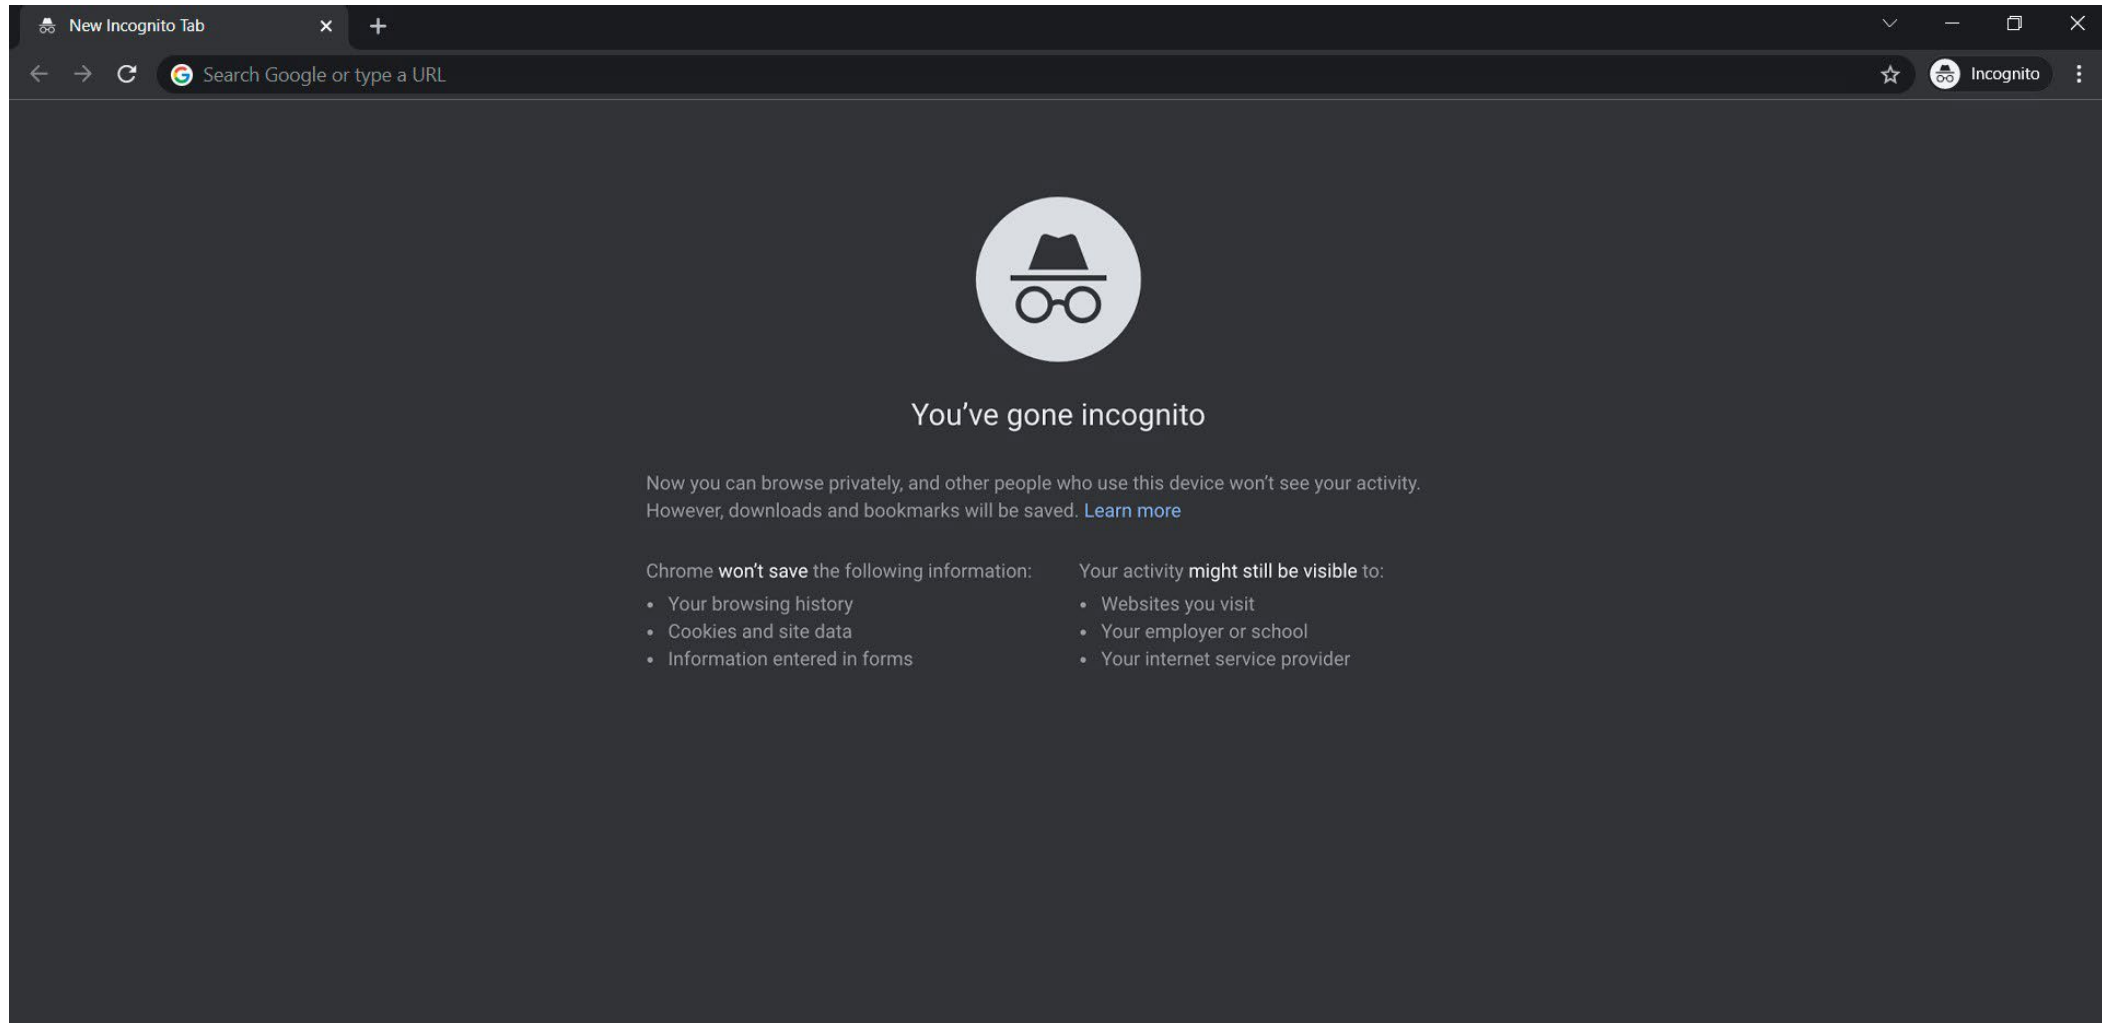 New Incognito Tab
Search Google or type a URL
Incognito
You’ve gone incognito
Now you can browse privately, and other people who use this device won’t see your activity.
However, downloads and bookmarks will be saved. Learn more
Chrome won’t save the following information:
• Your browsing history
• Cookies and site data
• Information entered in forms
Your activity might still be visible to:
• Websites you visit
• Your employer or school
• Your internet service provider